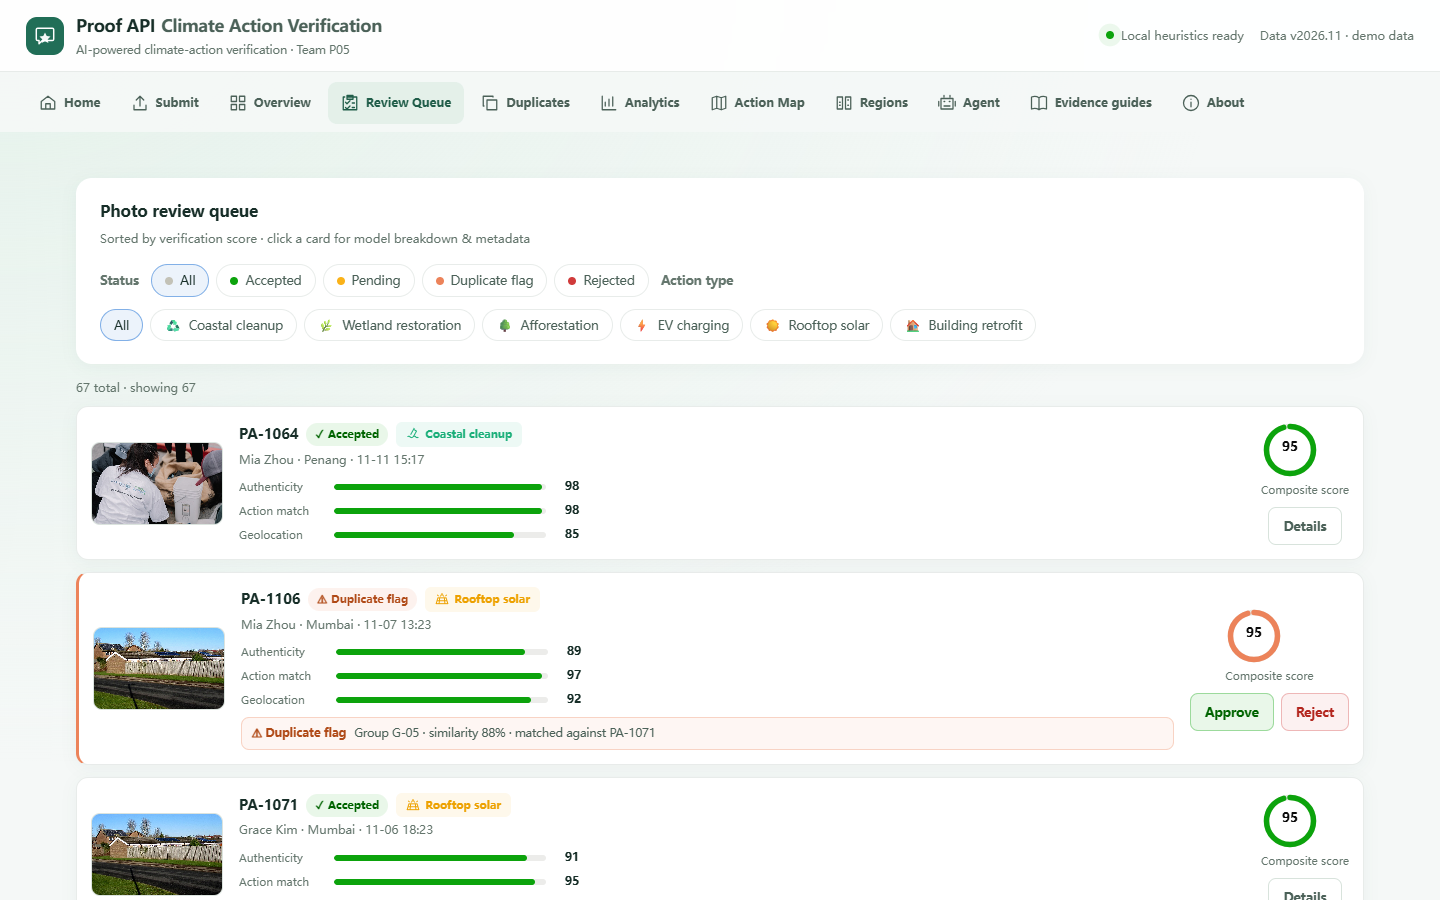 Proof API Climate Action Verification
AI-powered climate-action verification · Team P05
Local heuristics ready
Data v2026.11 · demo data
Home
Submit
Overview
Review Queue
Duplicates
Analytics
Action Map
Regions
Agent
Evidence guides
About
Photo review queue
Sorted by verification score · click a card for model breakdown & metadata
Status
All
Accepted
Pending
Duplicate flag
Rejected
Action type
All
Coastal cleanup
Wetland restoration
Afforestation
EV charging
Rooftop solar
Building retrofit
67 total · showing 67
PA-1064 ✓ Accepted Coastal cleanup
Mia Zhou · Penang · 11-11 15:17
Authenticity 98
Action match 98
Geolocation 85
95
Composite score
Details
PA-1106 ⚠ Duplicate flag Rooftop solar
Mia Zhou · Mumbai · 11-07 13:23
Authenticity 89
Action match 97
Geolocation 92
⚠ Duplicate flag Group G-05 · similarity 88% · matched against PA-1071
95
Composite score
Approve
Reject
PA-1071 ✓ Accepted Rooftop solar
Grace Kim · Mumbai · 11-06 18:23
Authenticity 91
Action match 95
95
Composite score
Details